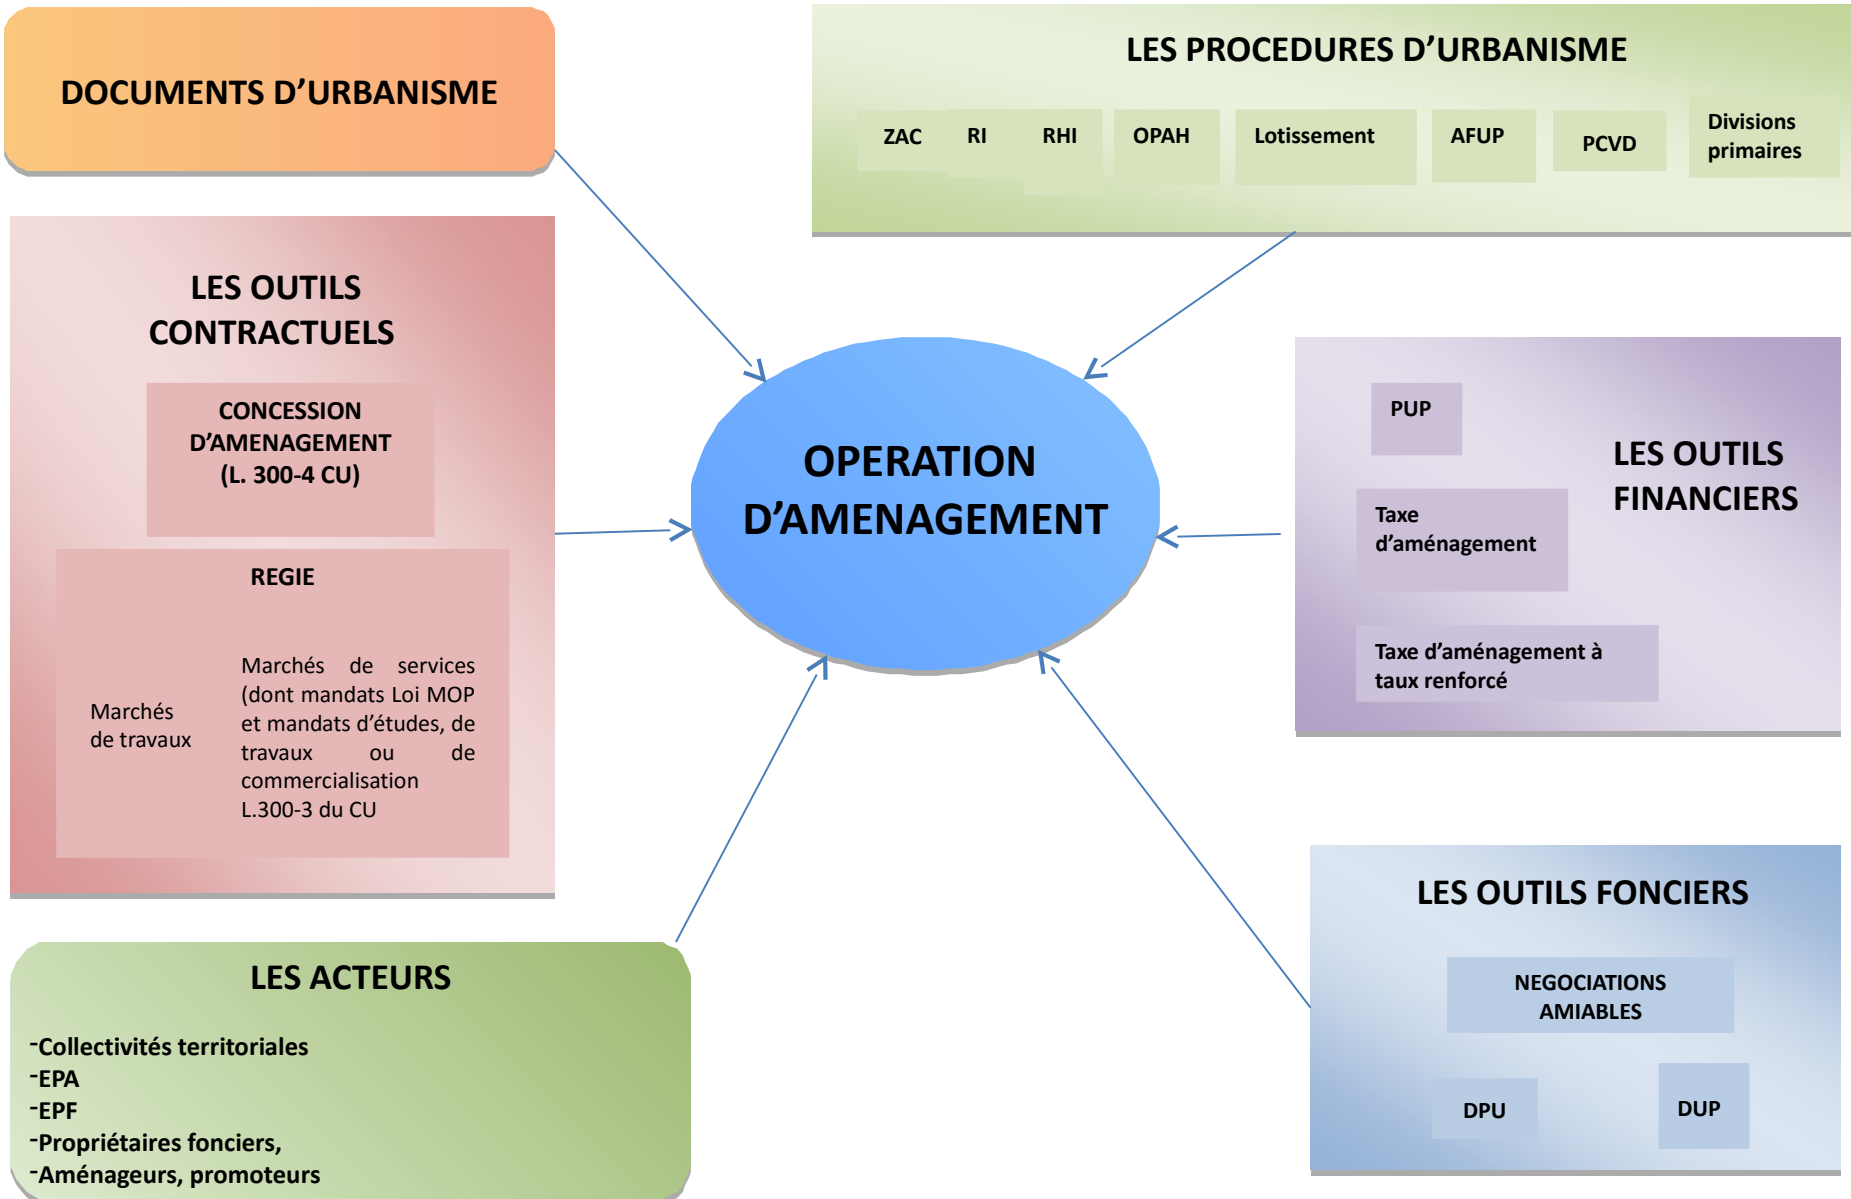 DOCUMENTS D’URBANISME
LES PROCEDURES D’URBANISME
ZAC
RI
RHI
OPAH
Lotissement
AFUP
PCVD
Divisions
primaires
LES OUTILS
CONTRACTUELS
CONCESSION
D’AMENAGEMENT
(L. 300-4 CU)
REGIE
Marchés
de travaux
Marchés de services
(dont mandats Loi MOP
et mandats d’études, de
travaux ou de
commercialisation
L.300-3 du CU
OPERATION
D’AMENAGEMENT
PUP
LES OUTILS
FINANCIERS
Taxe
d’aménagement
Taxe d’aménagement à
taux renforcé
LES ACTEURS
-Collectivités territoriales
-EPA
-EPF
-Propriétaires fonciers,
-Aménageurs, promoteurs
LES OUTILS FONCIERS
NEGOCIATIONS
AMIABLES
DPU
DUP